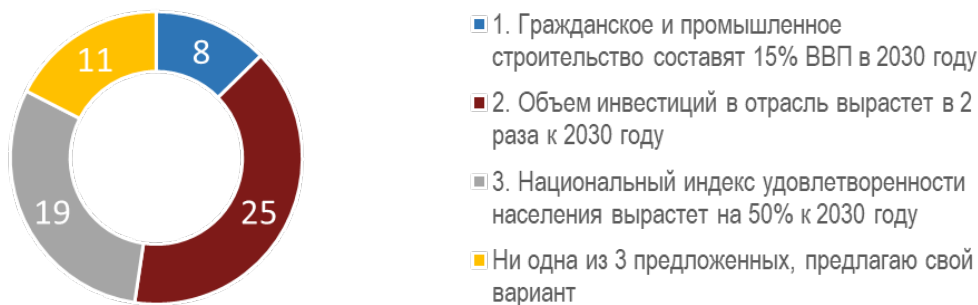 11
8
19
25
1. Гражданское и промышленное
строительство составят 15% ВВП в 2030 году
2. Объем инвестиций в отрасль вырастет в 2
раза к 2030 году
3. Национальный индекс удовлетворенности
населения вырастет на 50% к 2030 году
Ни одна из 3 предложенных, предлагаю свой
вариант